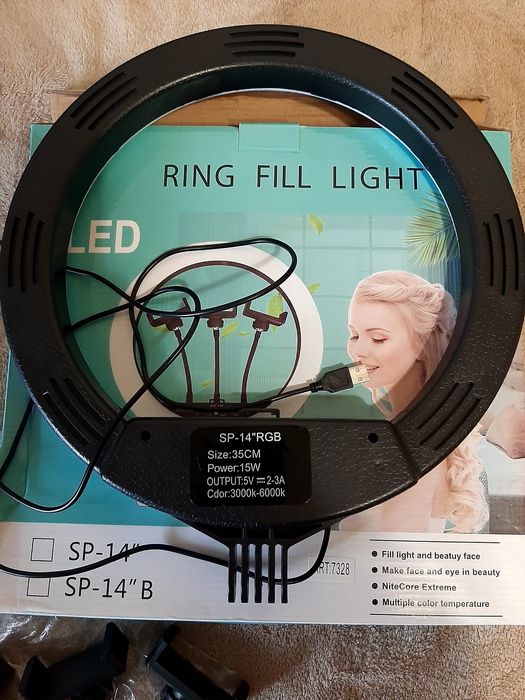 RING FILL LIGHT
LED
SP-14"RGB
Size:35CM
Power:15W
OUTPUT:5V⎓2-3A
Cdor:3000k-6000k
SP-14"
SP-14"B
RT:7328
Fill light and beatuy face
Make face and eye in beauty
NiteCore Extreme
Multiple color temperature